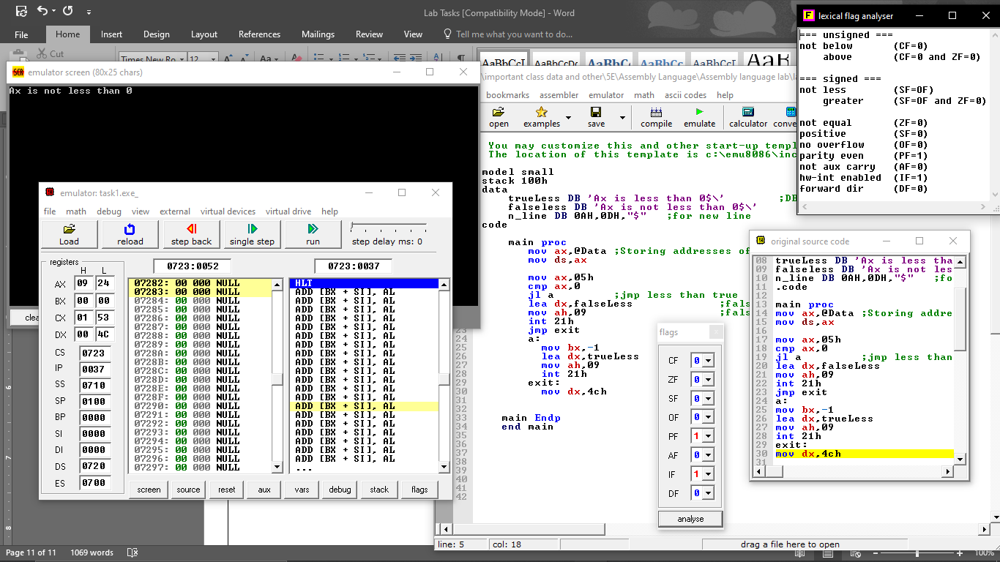 Lab Tasks [Compatibility Mode] - Word
File Home Insert Design Layout References Mailings Review View Tell me what you want to do...
Cut
Times New Ro 12
AaBbCcI AaBbCcDc AaBbC AaBbCc AaBbCcI AaB
emulator screen (80x25 chars)
Ax is not less than 0
clea
\important class data and other\5E\Assembly Language\Assembly language lab\la
bookmarks assembler emulator math ascii codes help
open examples save compile emulate calculator conve
You may customize this and other start-up templ
The location of this template is c:\emu8086\inc
model small
stack 100h
data
trueLess DB 'Ax is less than 0$\' ;DB
falseless DB 'Ax is not less than 0$\'
n_line DB 0AH,0DH,"$" ;for new line
code
main proc
mov ax,@Data ;Storing addresses of
mov ds,ax
mov ax,05h
cmp ax,0
jl a ;jmp less than true
lea dx,falseLess ;fals
mov ah,09 ;fals
int 21h
23 jmp exit
24 a:
25 mov bx,-1
26 lea dx,trueLess
27 mov ah,09
28 int 21h
29 exit:
30 mov dx,4ch
31
32
33 main Endp
34 end main
35
36
37
38
39
40
41
42
line: 5 col: 18 drag a file here to open
lexical flag analyser
=== unsigned ===
not below (CF=0)
above (CF=0 and ZF=0)
=== signed ===
not less (SF=OF)
greater (SF=OF and ZF=0)
not equal (ZF=0)
positive (SF=0)
no overflow (OF=0)
parity even (PF=1)
not aux carry (AF=0)
hw-int enabled (IF=1)
forward dir (DF=0)
emulator: task1.exe_
file math debug view external virtual devices virtual drive help
Load reload step back single step run step delay ms: 0
registers
H L
AX 09 24
BX 00 00
CX 01 53
DX 00 4C
CS 0723
IP 0037
SS 0710
SP 0100
BP 0000
SI 0000
DI 0000
DS 0720
ES 0700
0723:0052 0723:0037
07282: 00 000 NULL HLT
07283: 00 000 NULL ADD [BX + SI], AL
07284: 00 000 NULL ADD [BX + SI], AL
07285: 00 000 NULL ADD [BX + SI], AL
07286: 00 000 NULL ADD [BX + SI], AL
07287: 00 000 NULL ADD [BX + SI], AL
07288: 00 000 NULL ADD [BX + SI], AL
07289: 00 000 NULL ADD [BX + SI], AL
0728A: 00 000 NULL ADD [BX + SI], AL
0728B: 00 000 NULL ADD [BX + SI], AL
0728C: 00 000 NULL ADD [BX + SI], AL
0728D: 00 000 NULL ADD [BX + SI], AL
0728E: 00 000 NULL ADD [BX + SI], AL
0728F: 00 000 NULL ADD [BX + SI], AL
07290: 00 000 NULL ADD [BX + SI], AL
07291: 00 000 NULL ADD [BX + SI], AL
07292: 00 000 NULL ADD [BX + SI], AL
07293: 00 000 NULL ADD [BX + SI], AL
07294: 00 000 NULL ADD [BX + SI], AL
07295: 00 000 NULL ADD [BX + SI], AL
07296: 00 000 NULL ADD [BX + SI], AL
07297: 00 000 NULL ...
screen source reset aux vars debug stack flags
flags
CF 0
ZF 0
SF 0
OF 0
PF 1
AF 0
IF 1
DF 0
analyse
original source code
08 trueLess DB 'Ax is less tha
09 falseless DB 'Ax is not les
10 n_line DB 0AH,0DH,"$" ;fo
11 .code
12
13 main proc
14 mov ax,@Data ;Storing addre
15 mov ds,ax
16
17 mov ax,05h
18 cmp ax,0
19 jl a ;jmp less than
20 lea dx,falseLess
21 mov ah,09
22 int 21h
23 jmp exit
24 a:
25 mov bx,-1
26 lea dx,trueLess
27 mov ah,09
28 int 21h
29 exit:
30 mov dx,4ch
31
6
7
8
Page 11 of 11 1069 words 100%